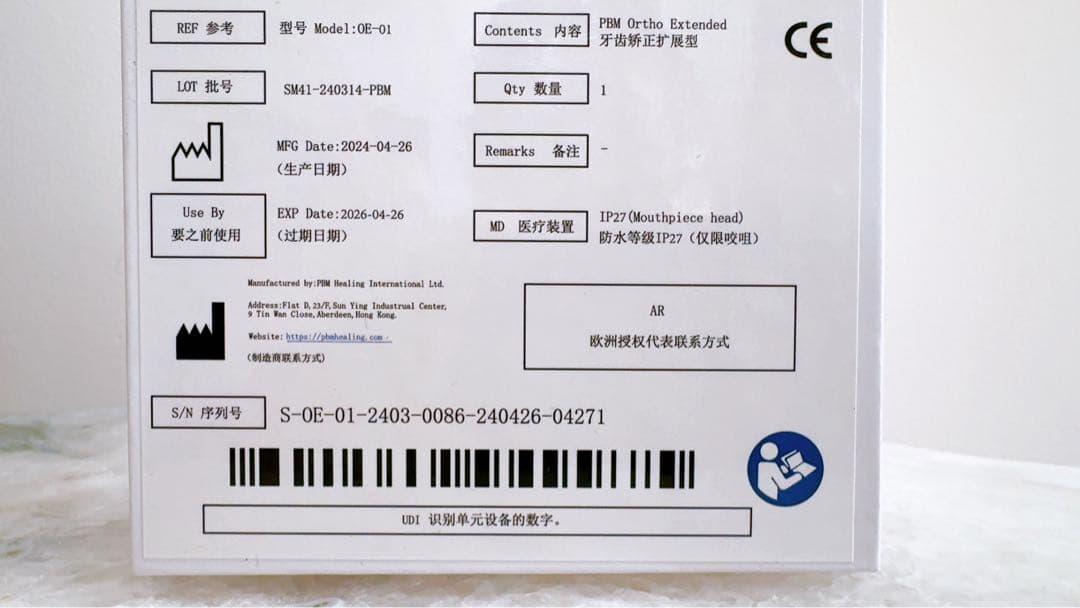 REF 参考
型号 Model:OE-01
Contents 内容
PBM Ortho Extended
牙齿矫正扩展型
CE
LOT 批号
SM41-240314-PBM
Qty 数量
1
MFG Date:2024-04-26
(生产日期)
Remarks 备注
-
Use By
要之前使用
EXP Date:2026-04-26
(过期日期)
MD 医疗装置
IP27(Mouthpiece head)
防水等级IP27（仅限咬咀）
Manufactured by:PBM Healing International Ltd.
Address:Flat D, 23/F, Sun Ying Industrual Center,
9 Tin Wan Close, Aberdeen, Hong Kong.
Website: https://pbmhealing.com
(制造商联系方式)
AR
欧洲授权代表联系方式
S/N 序列号
S-OE-01-2403-0086-240426-04271
UDI 识别单元设备的数字。